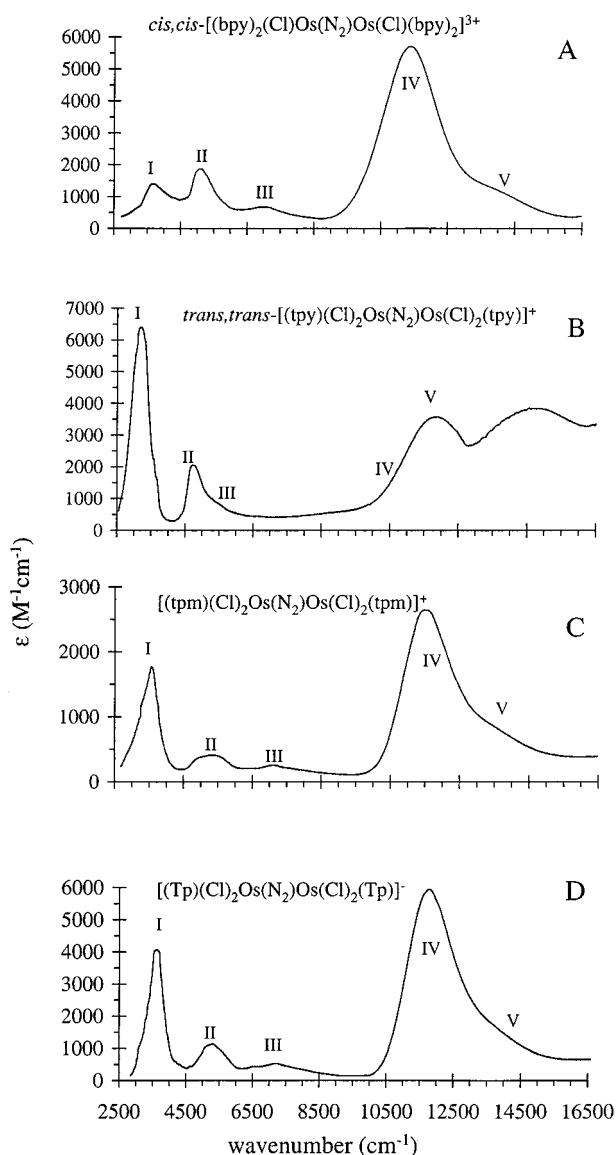 cis,cis-[(bpy)₂(Cl)Os(N₂)Os(Cl)(bpy)₂]³⁺
A
6000
5000
4000
3000
2000
1000
0
I
II
III
IV
V
trans,trans-[(tpy)(Cl)₂Os(N₂)Os(Cl)₂(tpy)]⁺
B
7000
6000
5000
4000
3000
2000
1000
0
I
II
III
IV
V
[(tpm)(Cl)₂Os(N₂)Os(Cl)₂(tpm)]⁺
C
3000
2000
1000
0
I
II
III
IV
V
[(Tp)(Cl)₂Os(N₂)Os(Cl)₂(Tp)]⁻
D
6000
5000
4000
3000
2000
1000
0
I
II
III
IV
V
2500 4500 6500 8500 10500 12500 14500 16500
wavenumber (cm⁻¹)
ε (M⁻¹cm⁻¹)